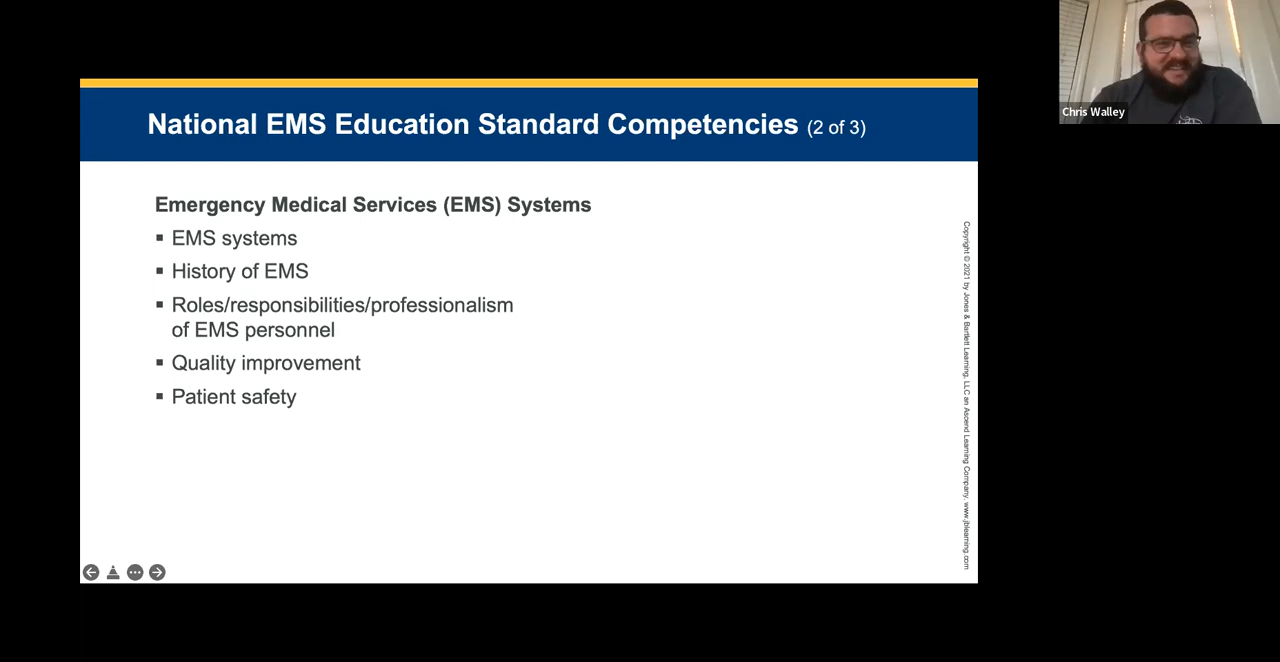 National EMS Education Standard Competencies (2 of 3)
Chris Walley
Emergency Medical Services (EMS) Systems
▪ EMS systems
▪ History of EMS
▪ Roles/responsibilities/professionalism
of EMS personnel
▪ Quality improvement
▪ Patient safety
Copyright © 2021 by Jones & Bartlett Learning, LLC an Ascend Learning Company. www.jblearning.com